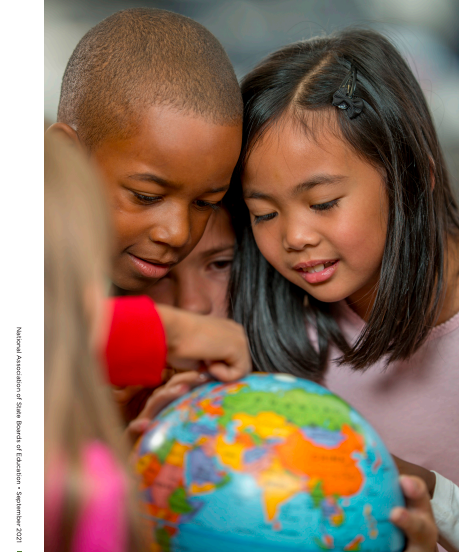 National Association of State Boards of Education • September 2021